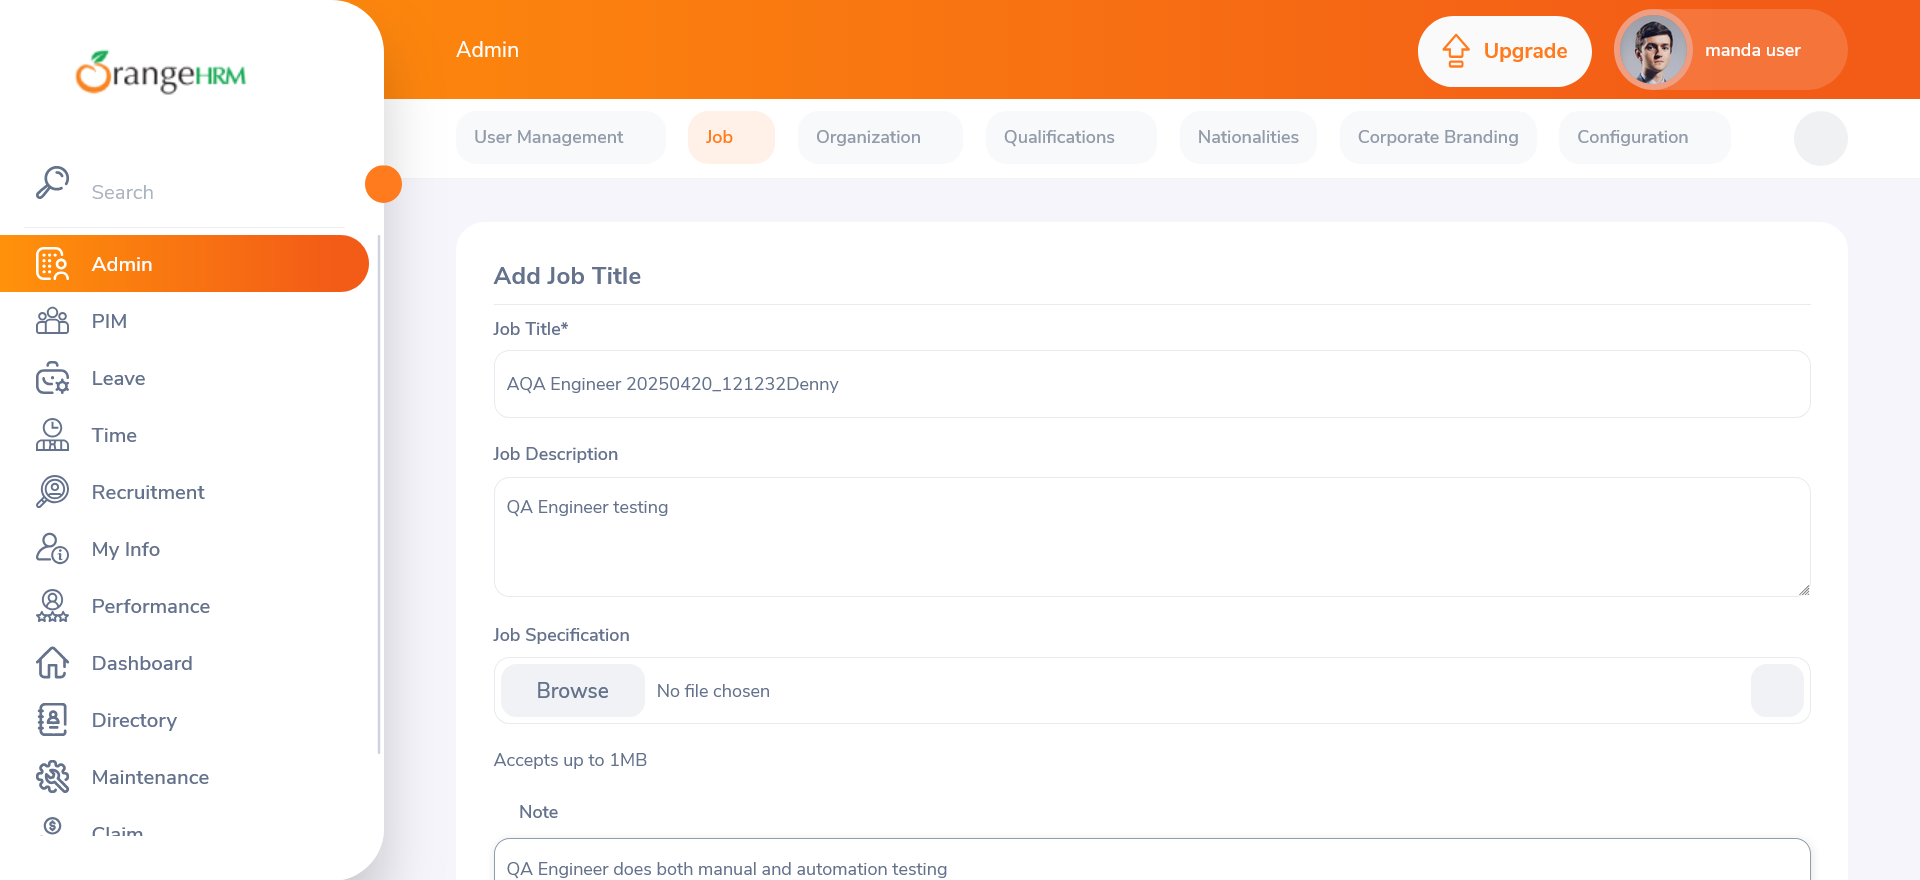 OrangeHRM
Search
Admin
PIM
Leave
Time
Recruitment
My Info
Performance
Dashboard
Directory
Maintenance
Claim
Admin
Upgrade
manda user
User Management
Job
Organization
Qualifications
Nationalities
Corporate Branding
Configuration
Add Job Title
Job Title*
AQA Engineer 20250420_121232Denny
Job Description
QA Engineer testing
Job Specification
Browse
No file chosen
Accepts up to 1MB
Note
QA Engineer does both manual and automation testing